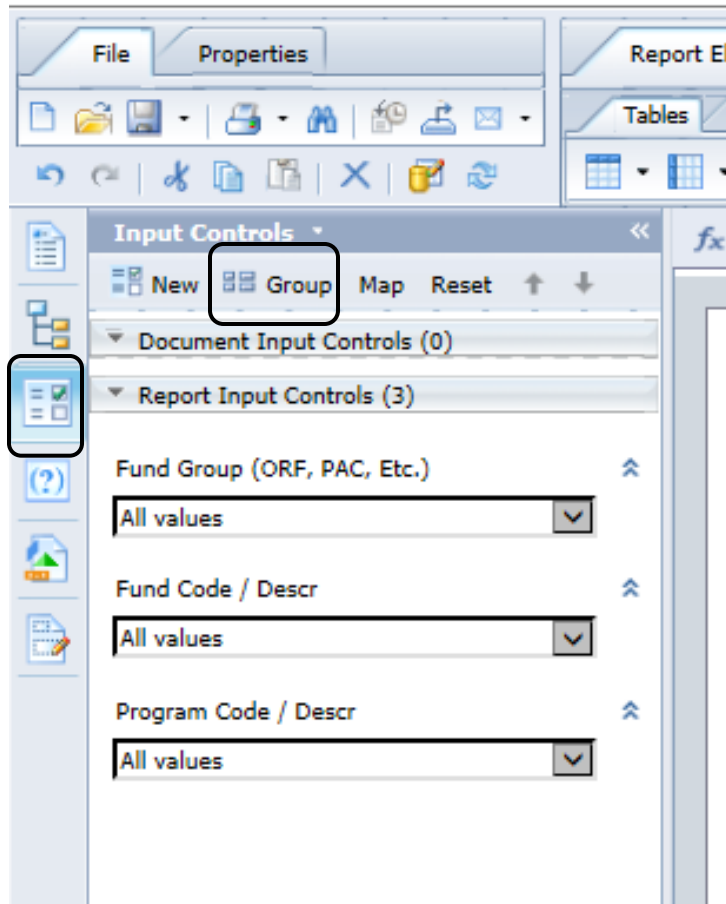 File Properties Report El
Tables
Input Controls
fx
New Group Map Reset
Document Input Controls (0)
Report Input Controls (3)
(?)
Fund Group (ORF, PAC, Etc.)
All values
Fund Code / Descr
All values
Program Code / Descr
All values